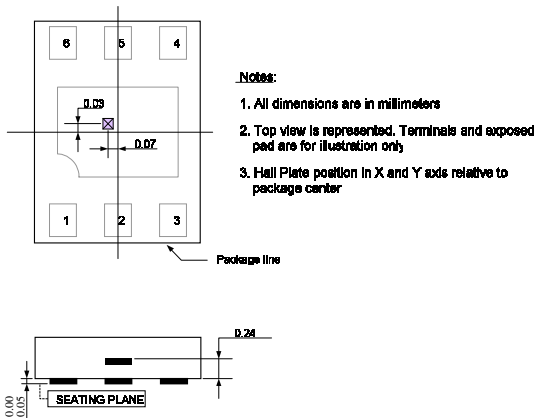 6 5 4
0.03
0.07
1 2 3
Package line
Notes:
1. All dimensions are in millimeters
2. Top view is represented. Terminals and exposed
pad are for illustration only
3. Hall Plate position in X and Y axis relative to
package center
0.24
0.00
0.05
SEATING PLANE